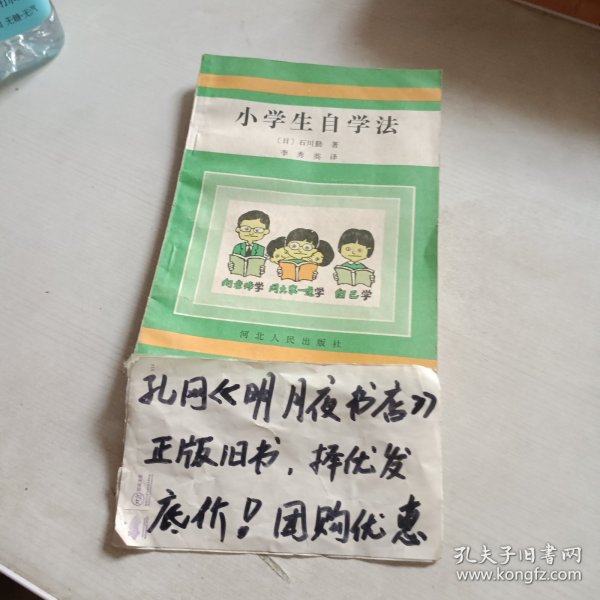 小学生自学法
〔日〕石川勤 著
李秀英 译
向老师学 同大家一道学 自己学
河北人民出版社
孔网《明月夜书店》
正版旧书，择优发
底价！团购优惠
孔夫子旧书网
www.kongfz.com